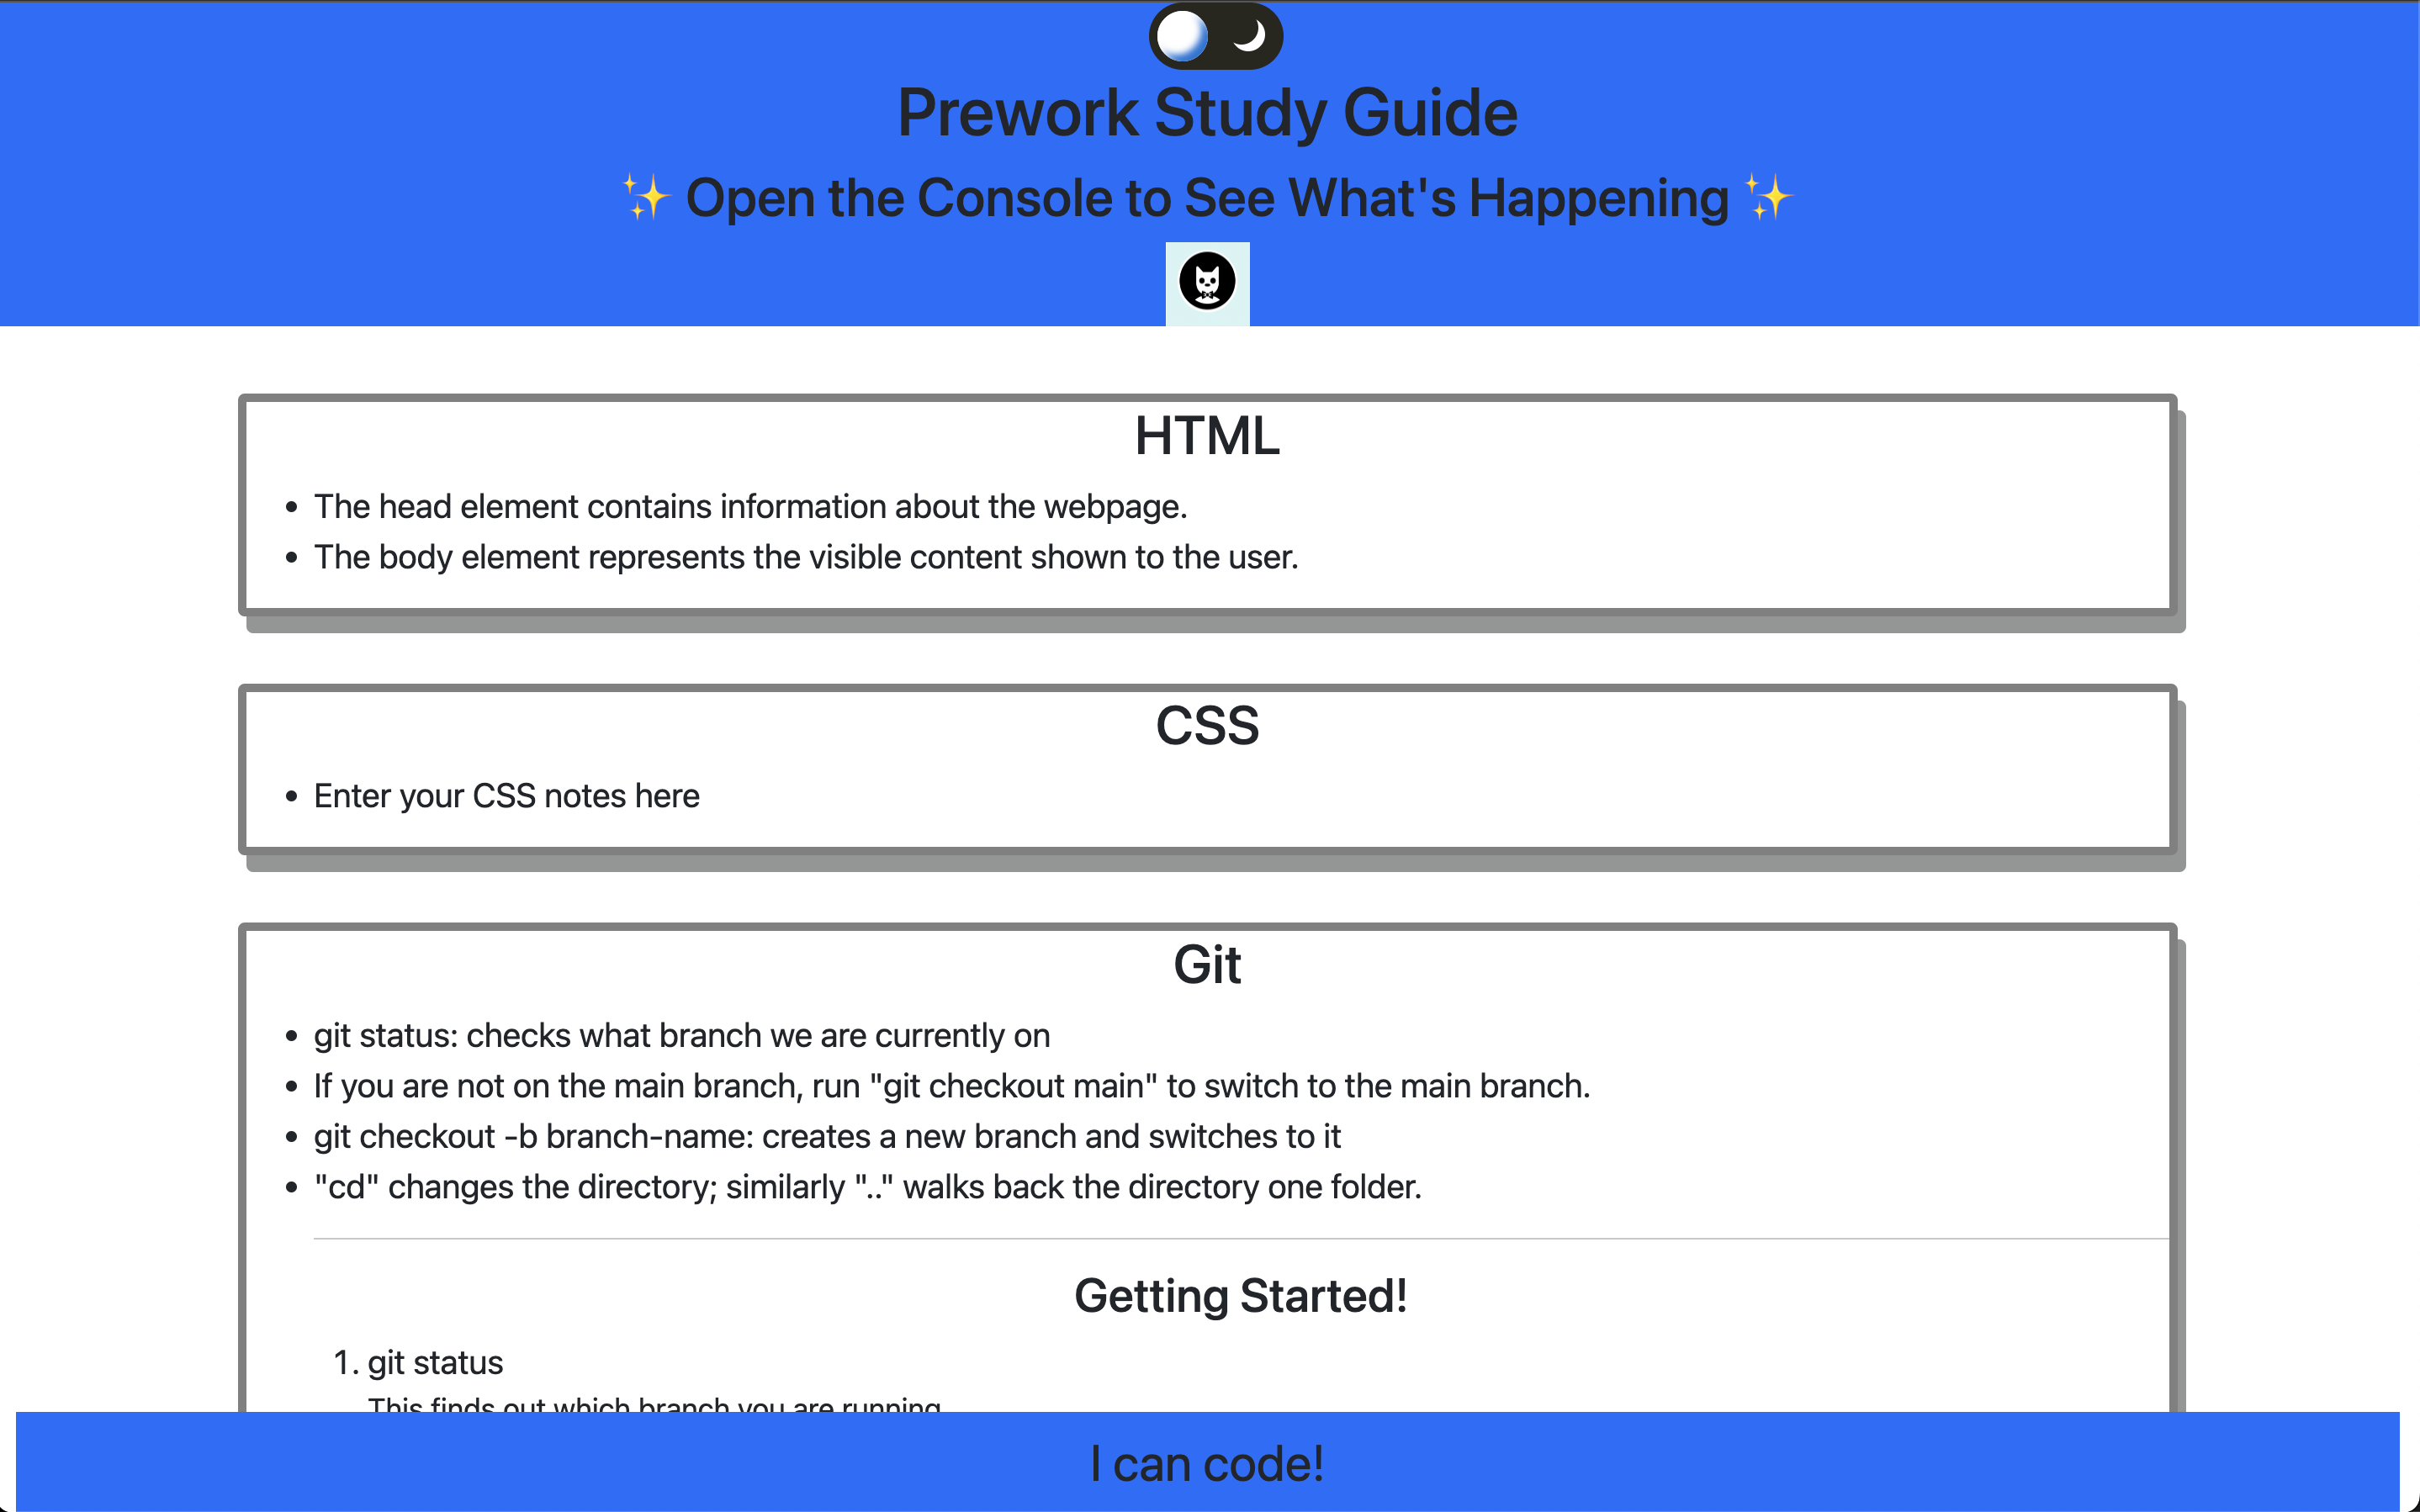 Prework Study Guide
✨ Open the Console to See What's Happening ✨
HTML
• The head element contains information about the webpage.
• The body element represents the visible content shown to the user.
CSS
• Enter your CSS notes here
Git
• git status: checks what branch we are currently on
• If you are not on the main branch, run "git checkout main" to switch to the main branch.
• git checkout -b branch-name: creates a new branch and switches to it
• "cd" changes the directory; similarly ".." walks back the directory one folder.
Getting Started!
1. git status
This finds out which branch you are running
I can code!